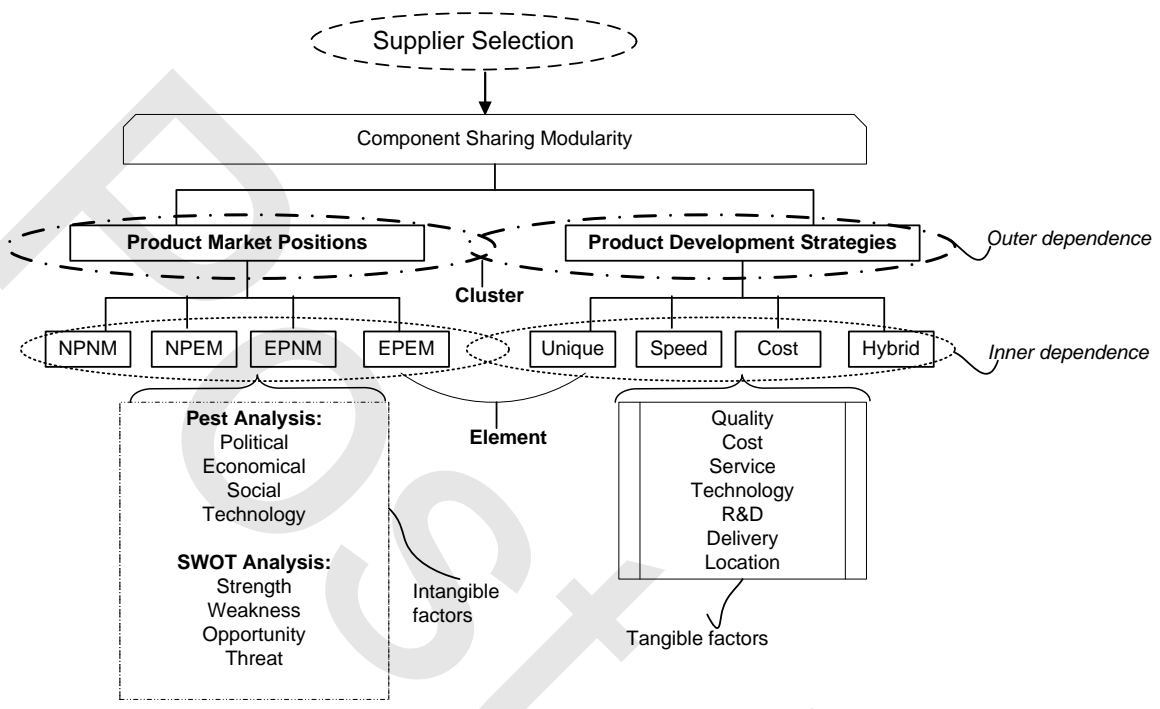 Supplier Selection
Component Sharing Modularity
Product Market Positions
Product Development Strategies
Outer dependence
Cluster
NPNM
NPEM
EPNM
EPEM
Unique
Speed
Cost
Hybrid
Inner dependence
Pest Analysis:
Political
Economical
Social
Technology
SWOT Analysis:
Strength
Weakness
Opportunity
Threat
Element
Intangible
factors
Quality
Cost
Service
Technology
R&D
Delivery
Location
Tangible factors